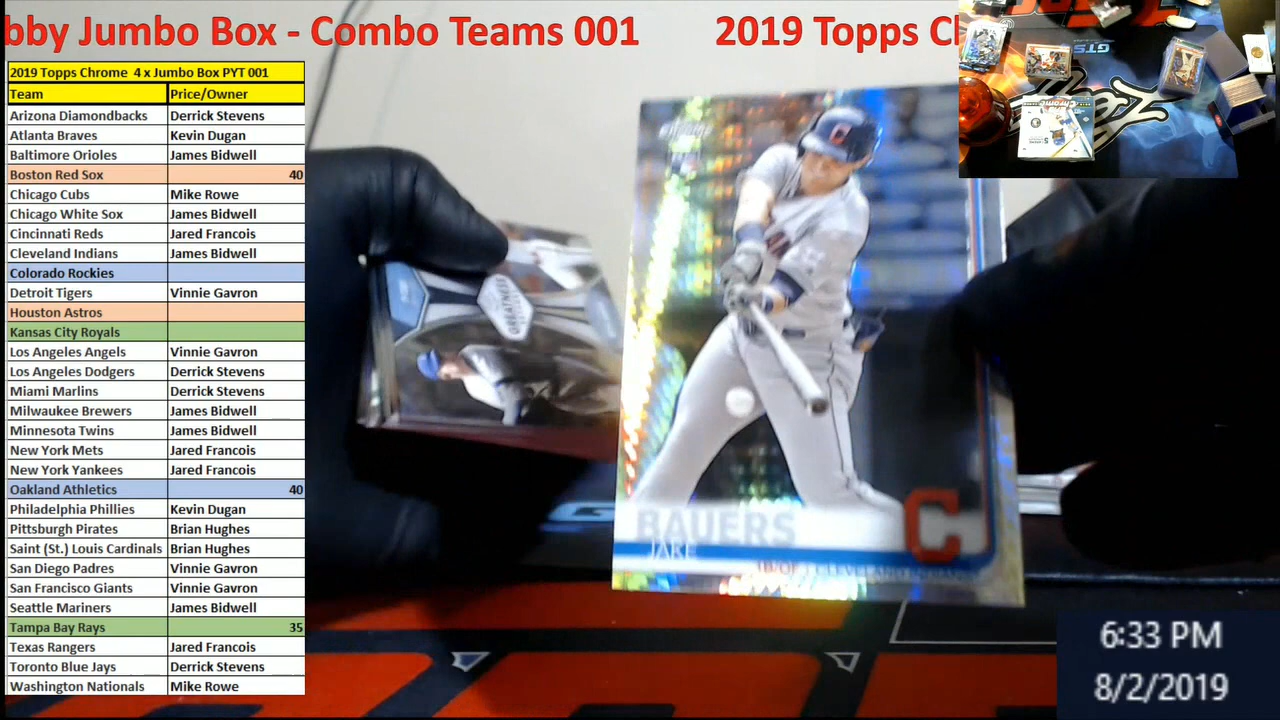 bby Jumbo Box - Combo Teams 001 2019 Topps Ch
2019 Topps Chrome 4 x Jumbo Box PYT 001
Team Price/Owner
Arizona Diamondbacks Derrick Stevens
Atlanta Braves Kevin Dugan
Baltimore Orioles James Bidwell
Boston Red Sox 40
Chicago Cubs Mike Rowe
Chicago White Sox James Bidwell
Cincinnati Reds Jared Francois
Cleveland Indians James Bidwell
Colorado Rockies
Detroit Tigers Vinnie Gavron
Houston Astros
Kansas City Royals
Los Angeles Angels Vinnie Gavron
Los Angeles Dodgers Derrick Stevens
Miami Marlins Derrick Stevens
Milwaukee Brewers James Bidwell
Minnesota Twins James Bidwell
New York Mets Jared Francois
New York Yankees Jared Francois
Oakland Athletics 40
Philadelphia Phillies Kevin Dugan
Pittsburgh Pirates Brian Hughes
Saint (St.) Louis Cardinals Brian Hughes
San Diego Padres Vinnie Gavron
San Francisco Giants Vinnie Gavron
Seattle Mariners James Bidwell
Tampa Bay Rays 35
Texas Rangers Jared Francois
Toronto Blue Jays Derrick Stevens
Washington Nationals Mike Rowe
GREATNESS
C
BAUERS
JAKE
1B/OF CLEVELAND INDIANS
C
GTS
6:33 PM
8/2/2019